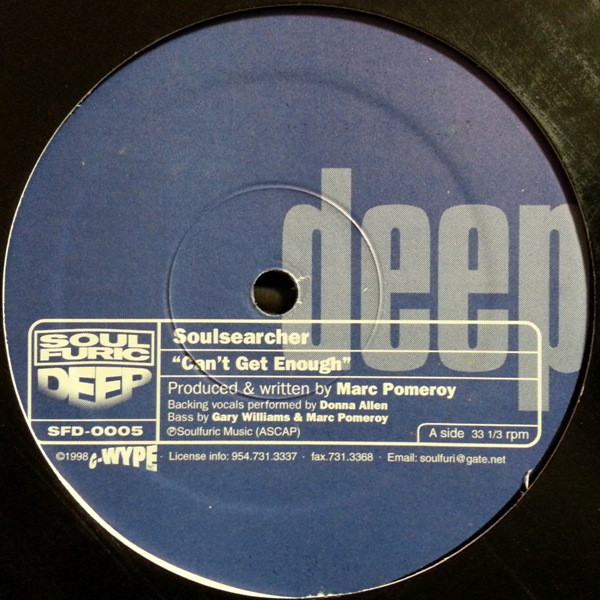 deep
SOUL
FURIC
DEEP
SFD-0005
Soulsearcher
"Can't Get Enough"
Produced & written by Marc Pomeroy
Backing vocals performed by Donna Allen
Bass by Gary Williams & Marc Pomeroy
℗Soulfuric Music (ASCAP)
A side 33 1/3 rpm
©1998 c-WYPE · License info: 954.731.3337 · fax.731.3368 · Email: soulfuri@gate.net